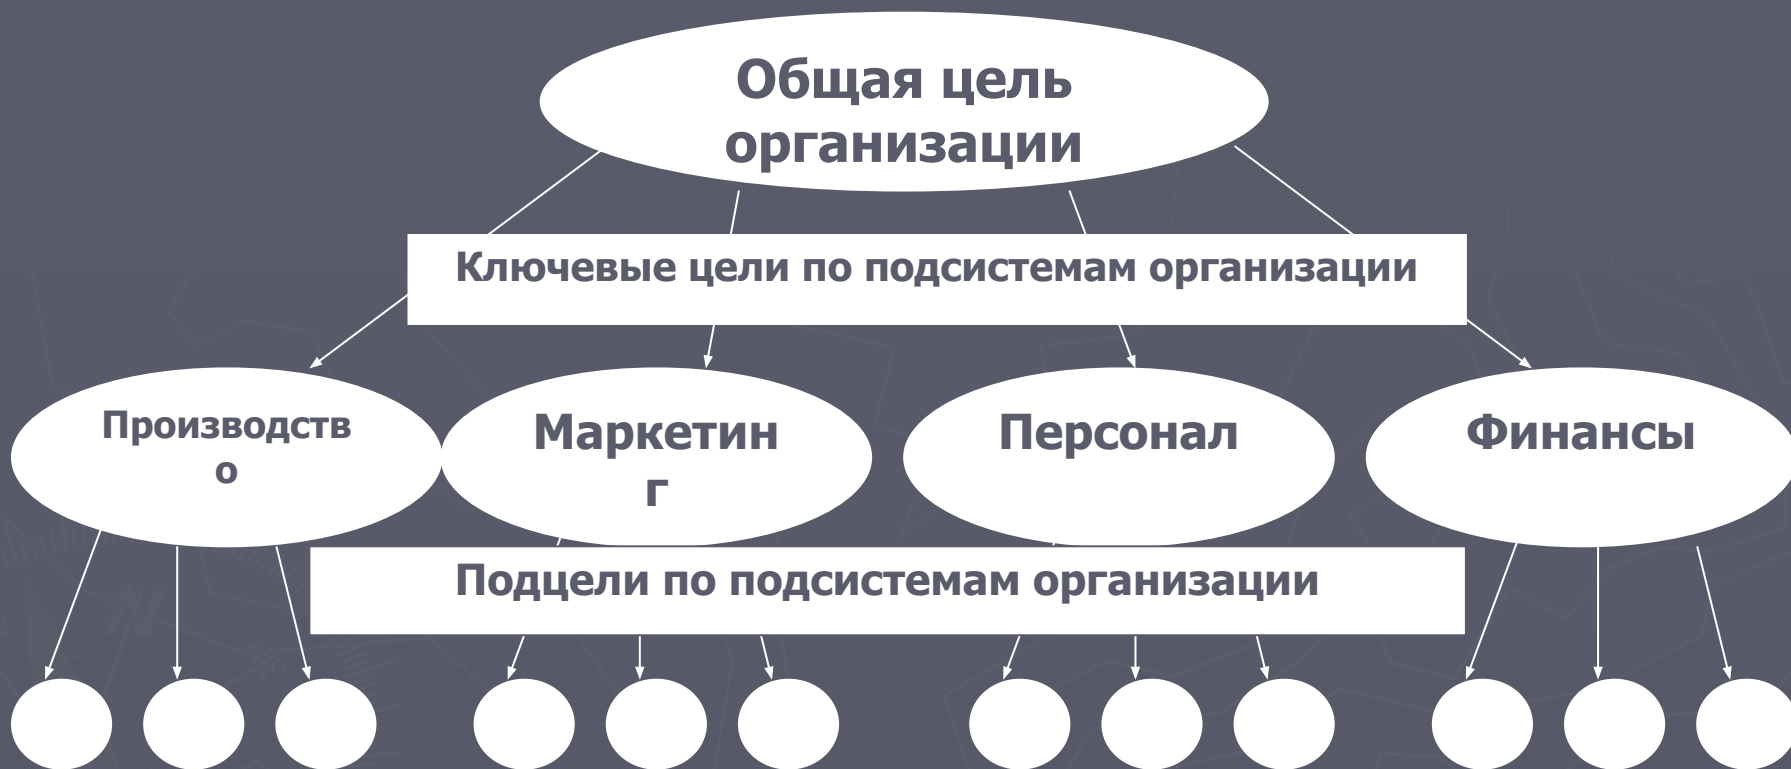 Общая цель
организации
Ключевые цели по подсистемам организации
Производств
о
Маркетин
г
Персонал
Финансы
Подцели по подсистемам организации